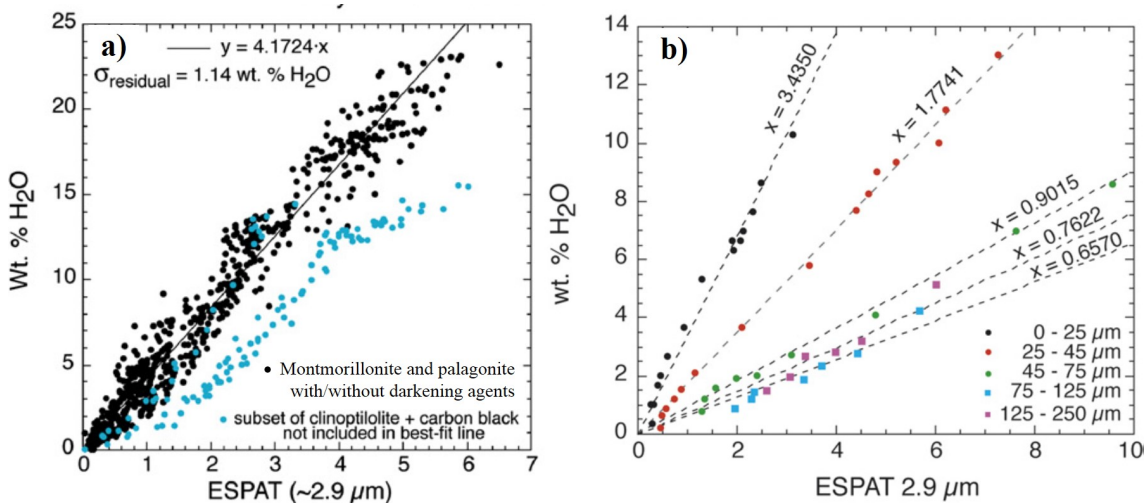 a)
y = 4.1724·x
σresidual = 1.14 wt. % H2O
25
20
15
10
5
0
Wt. % H2O
Montmorillonite and palagonite
with/without darkening agents
subset of clinoptilolite + carbon black
not included in best-fit line
0 1 2 3 4 5 6 7
ESPAT (~2.9 µm)
b)
14
12
10
8
6
4
2
0
wt. % H2O
x = 3.4350
x = 1.7741
x = 0.9015
x = 0.7622
x = 0.6570
0 - 25 µm
25 - 45 µm
45 - 75 µm
75 - 125 µm
125 - 250 µm
0 2 4 6 8 10
ESPAT 2.9 µm